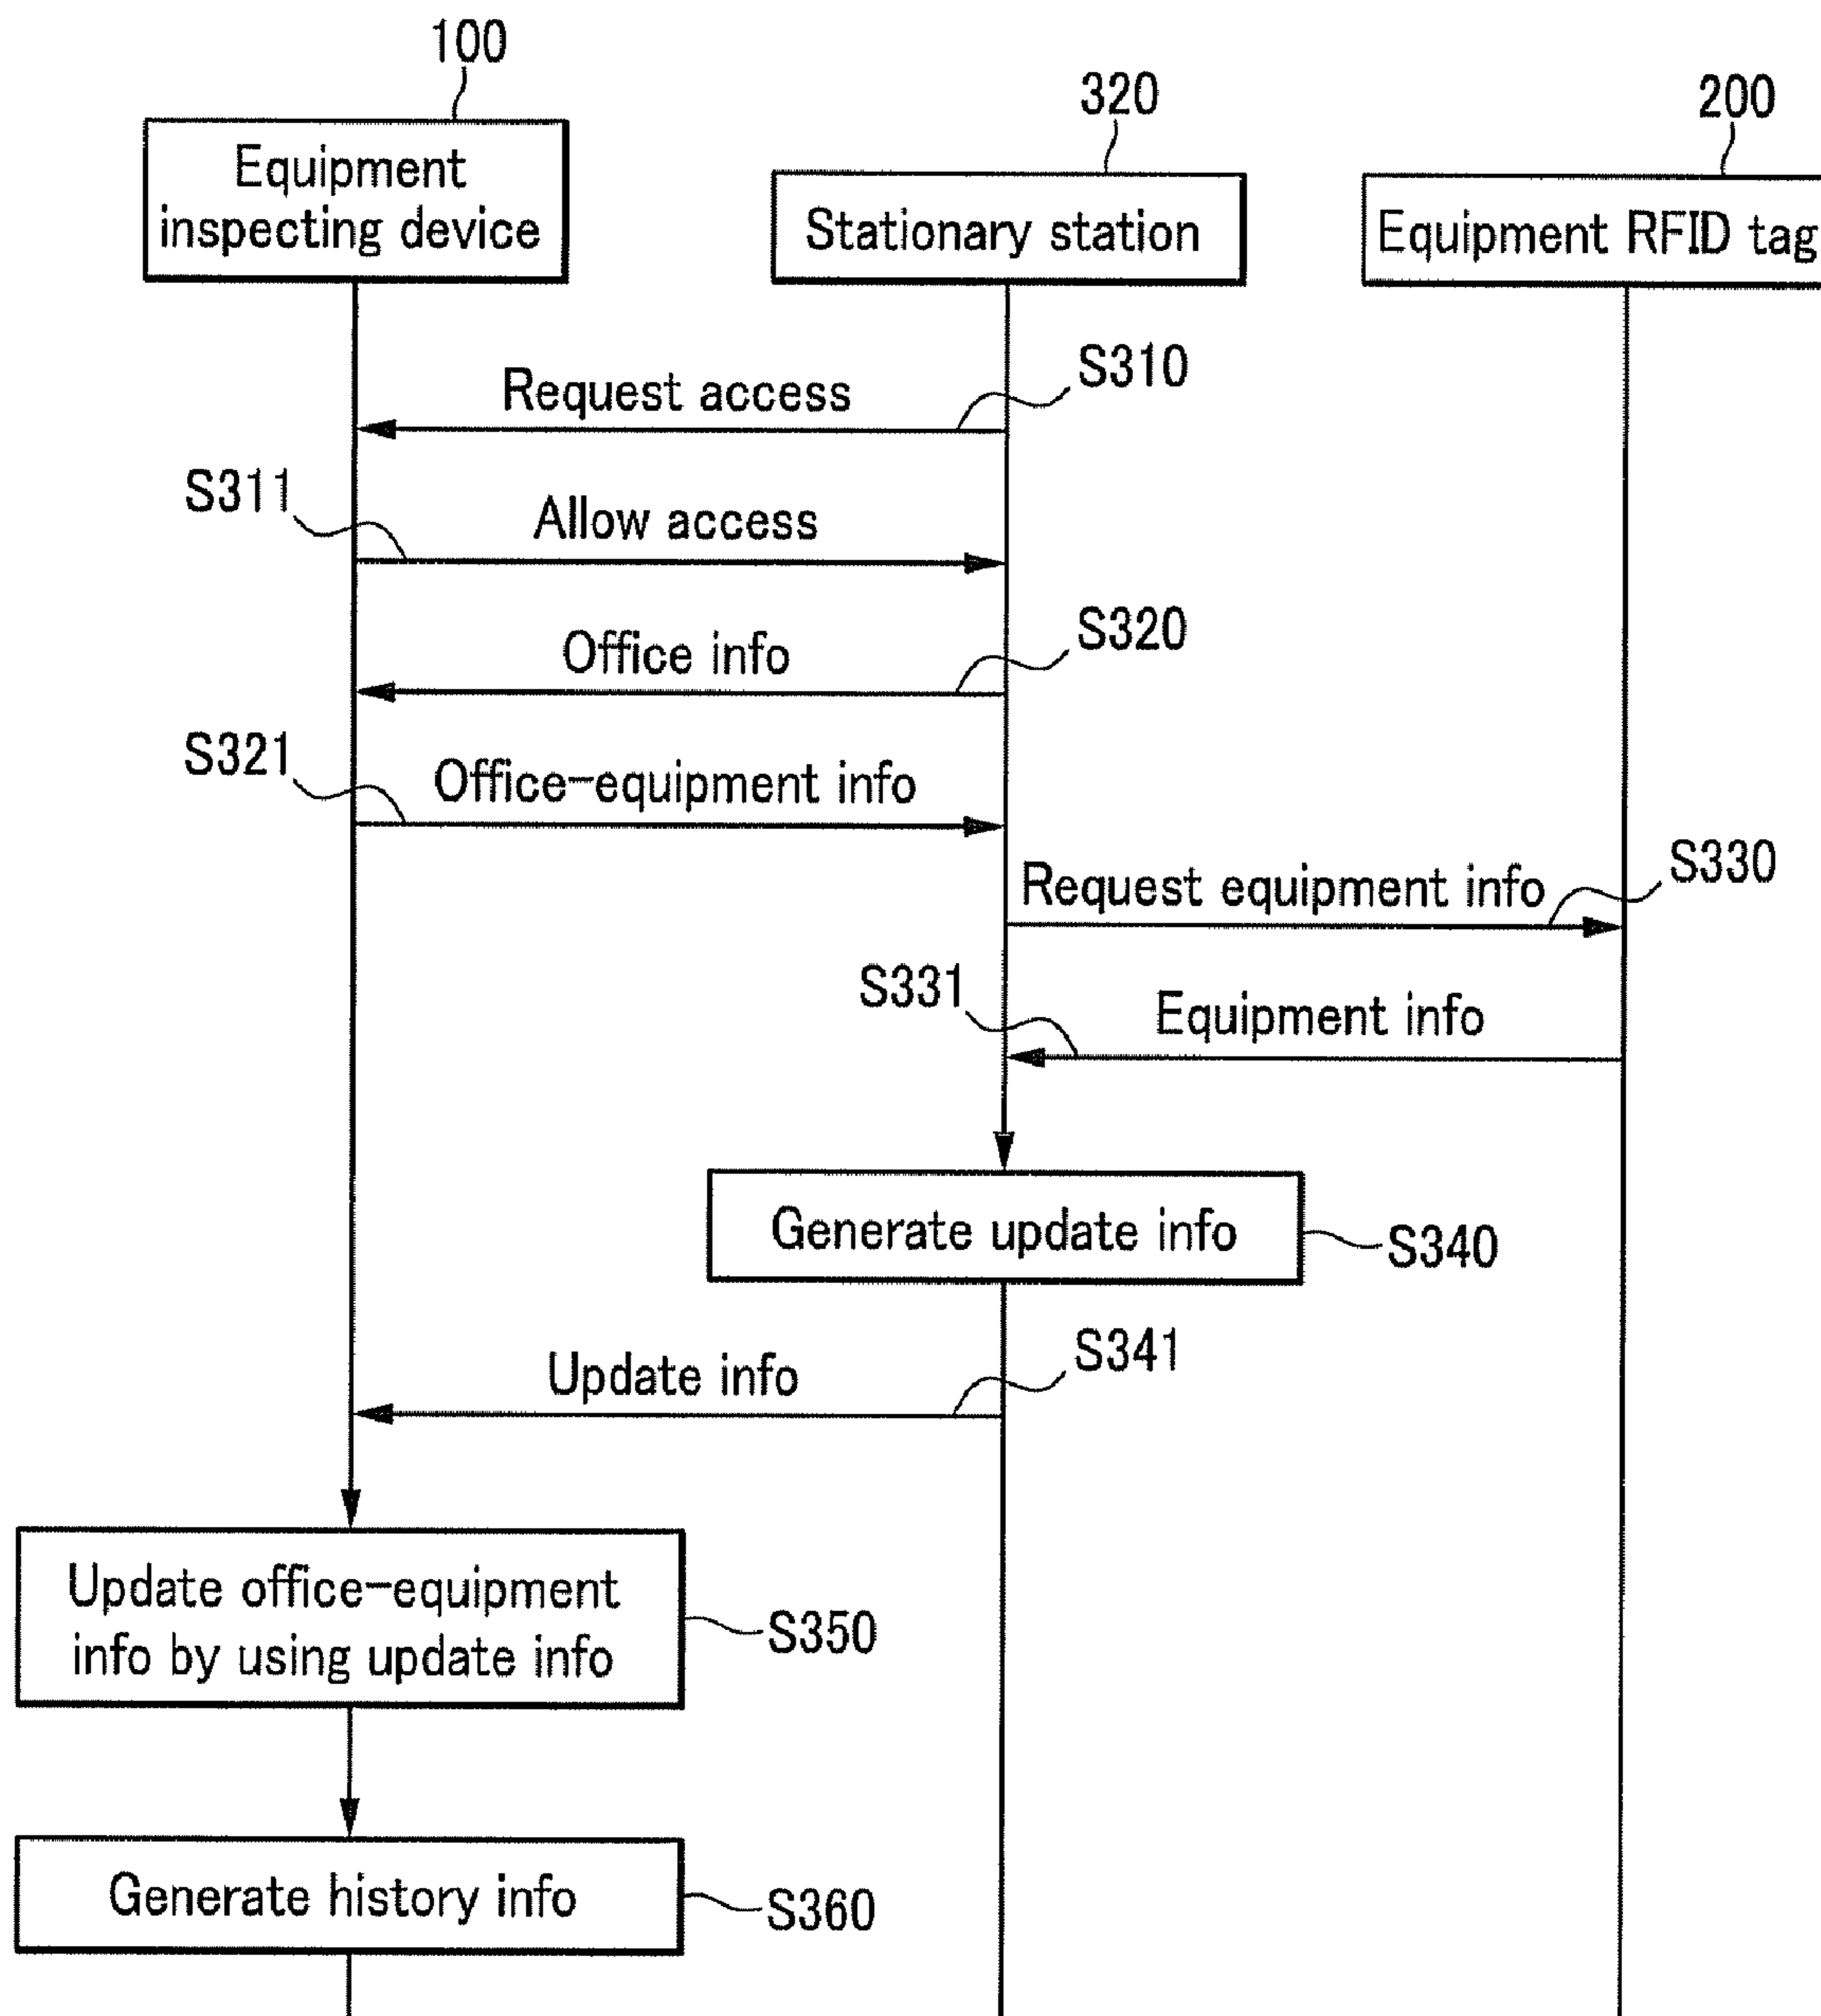 100
320
200
Equipment
inspecting device
Stationary station
Equipment RFID tag
Request access
S310
S311
Allow access
Office info
S320
S321
Office-equipment info
Request equipment info
S330
S331
Equipment info
Generate update info
S340
Update info
S341
Update office-equipment
info by using update info
S350
Generate history info
S360